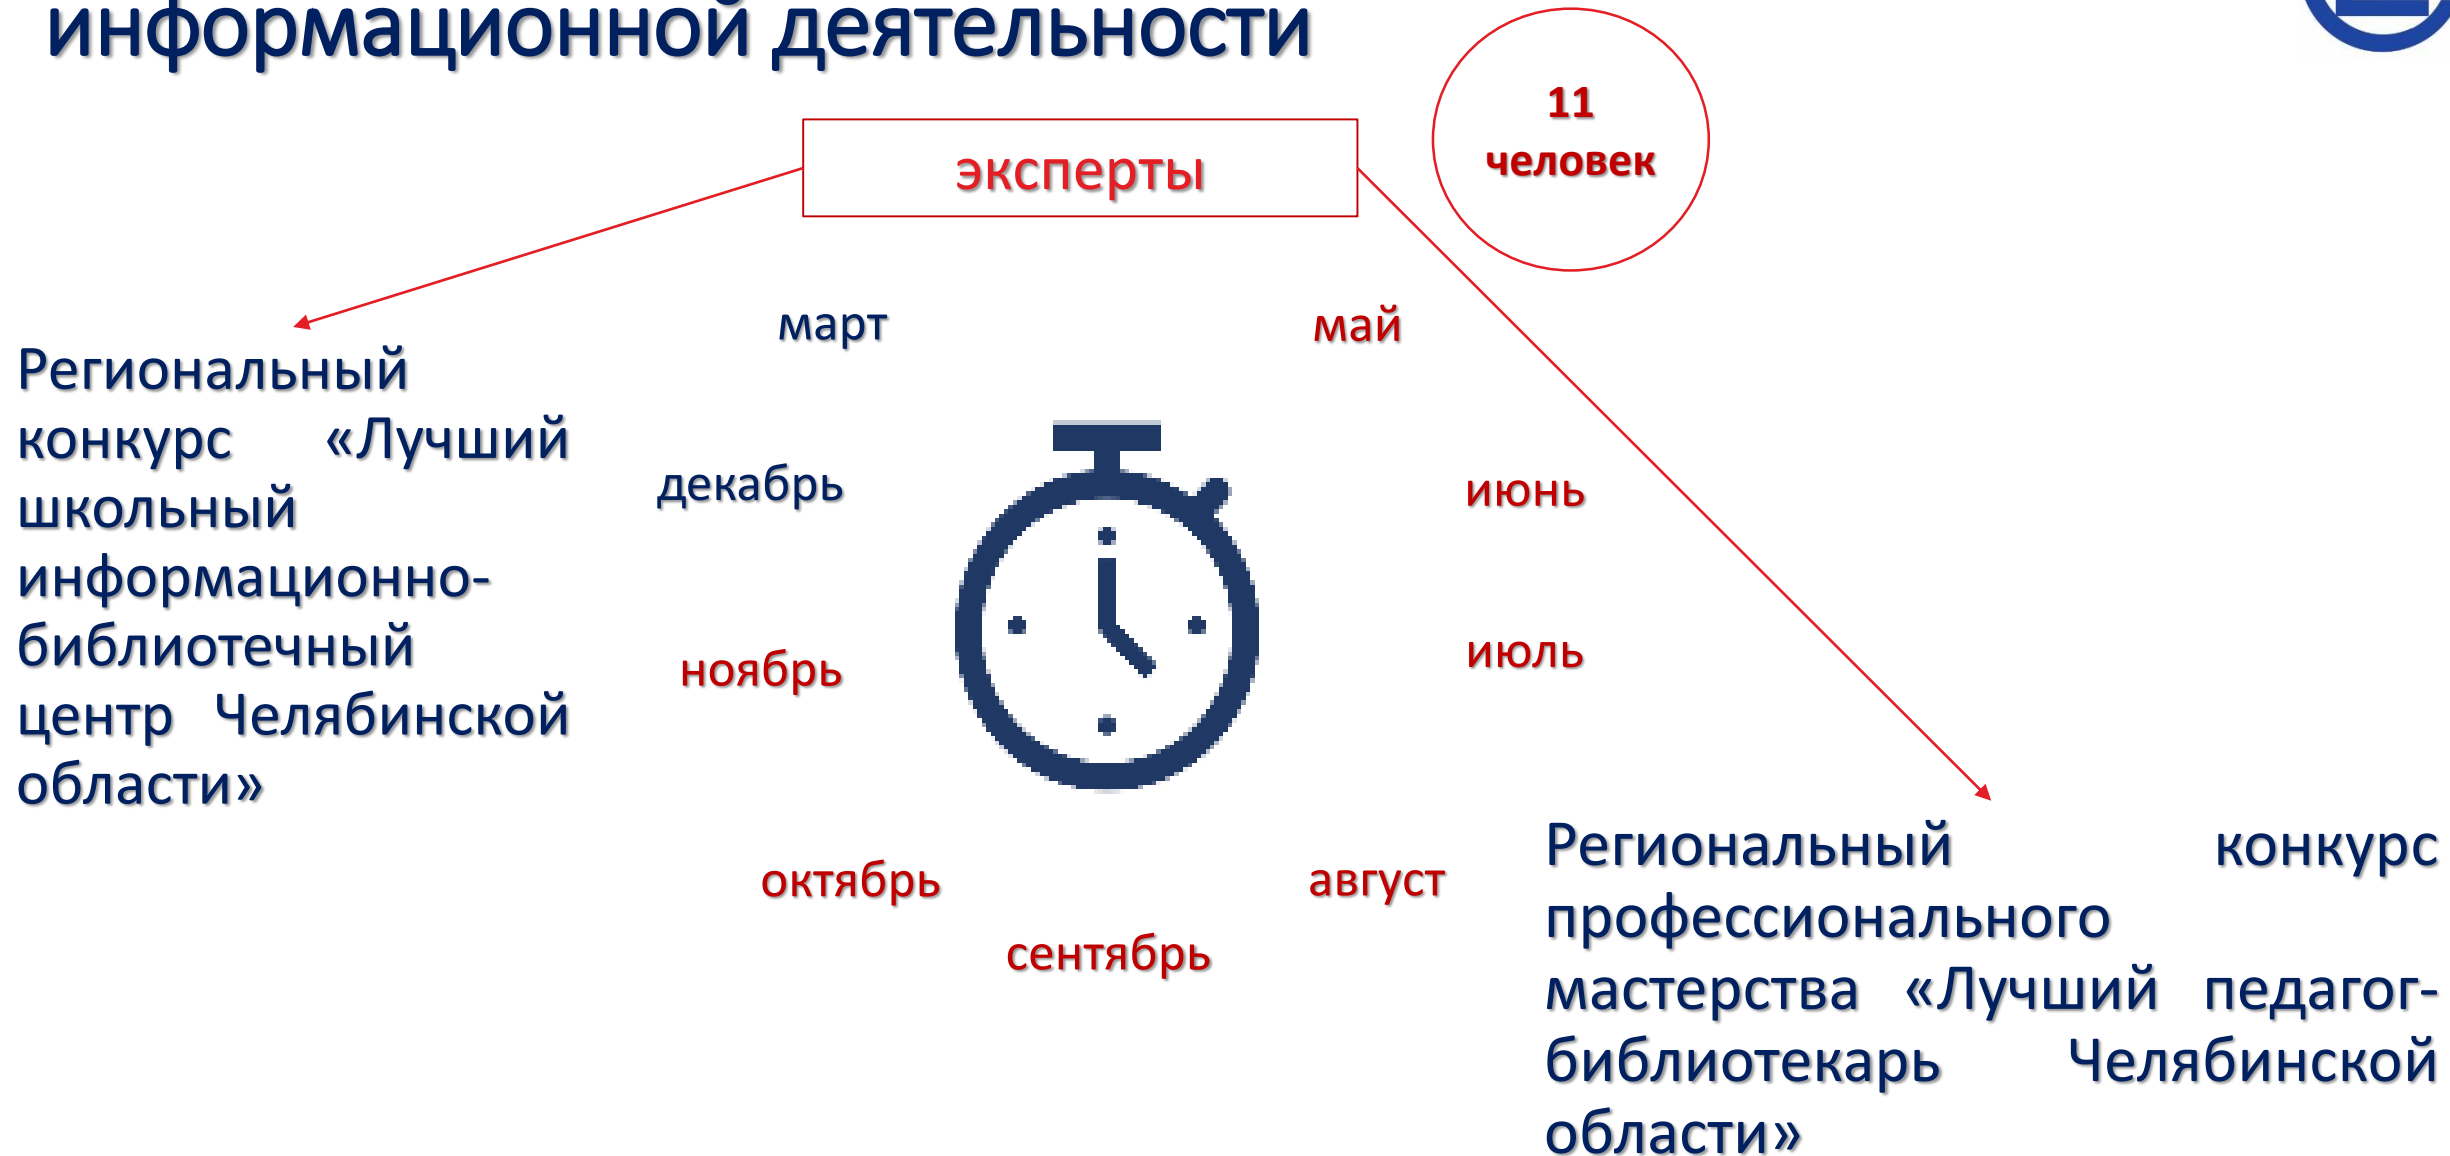 информационной деятельности
11
человек
эксперты
март
май
Региональный
конкурс «Лучший
школьный
информационно-
библиотечный
центр Челябинской
области»
декабрь
июнь
ноябрь
июль
октябрь
август
сентябрь
Региональный конкурс
профессионального
мастерства «Лучший педагог-
библиотекарь Челябинской
области»